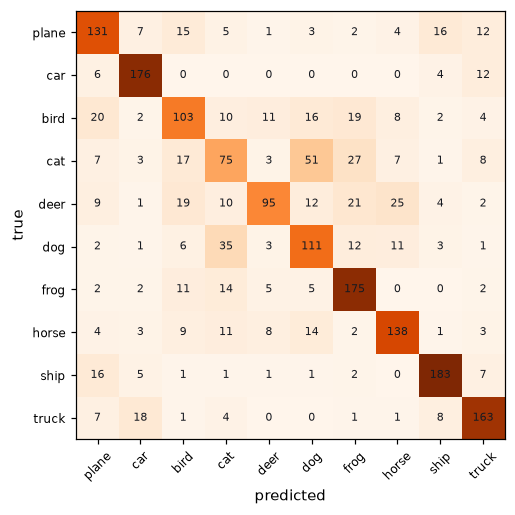 plane 131 7 15 5 1 3 2 4 16 12
car 6 176 0 0 0 0 0 0 4 12
bird 20 2 103 10 11 16 19 8 2 4
cat 7 3 17 75 3 51 27 7 1 8
deer 9 1 19 10 95 12 21 25 4 2
dog 2 1 6 35 3 111 12 11 3 1
frog 2 2 11 14 5 5 175 0 0 2
horse 4 3 9 11 8 14 2 138 1 3
ship 16 5 1 1 1 1 2 0 183 7
truck 7 18 1 4 0 0 1 1 8 163
true
plane car bird cat deer dog frog horse ship truck
predicted